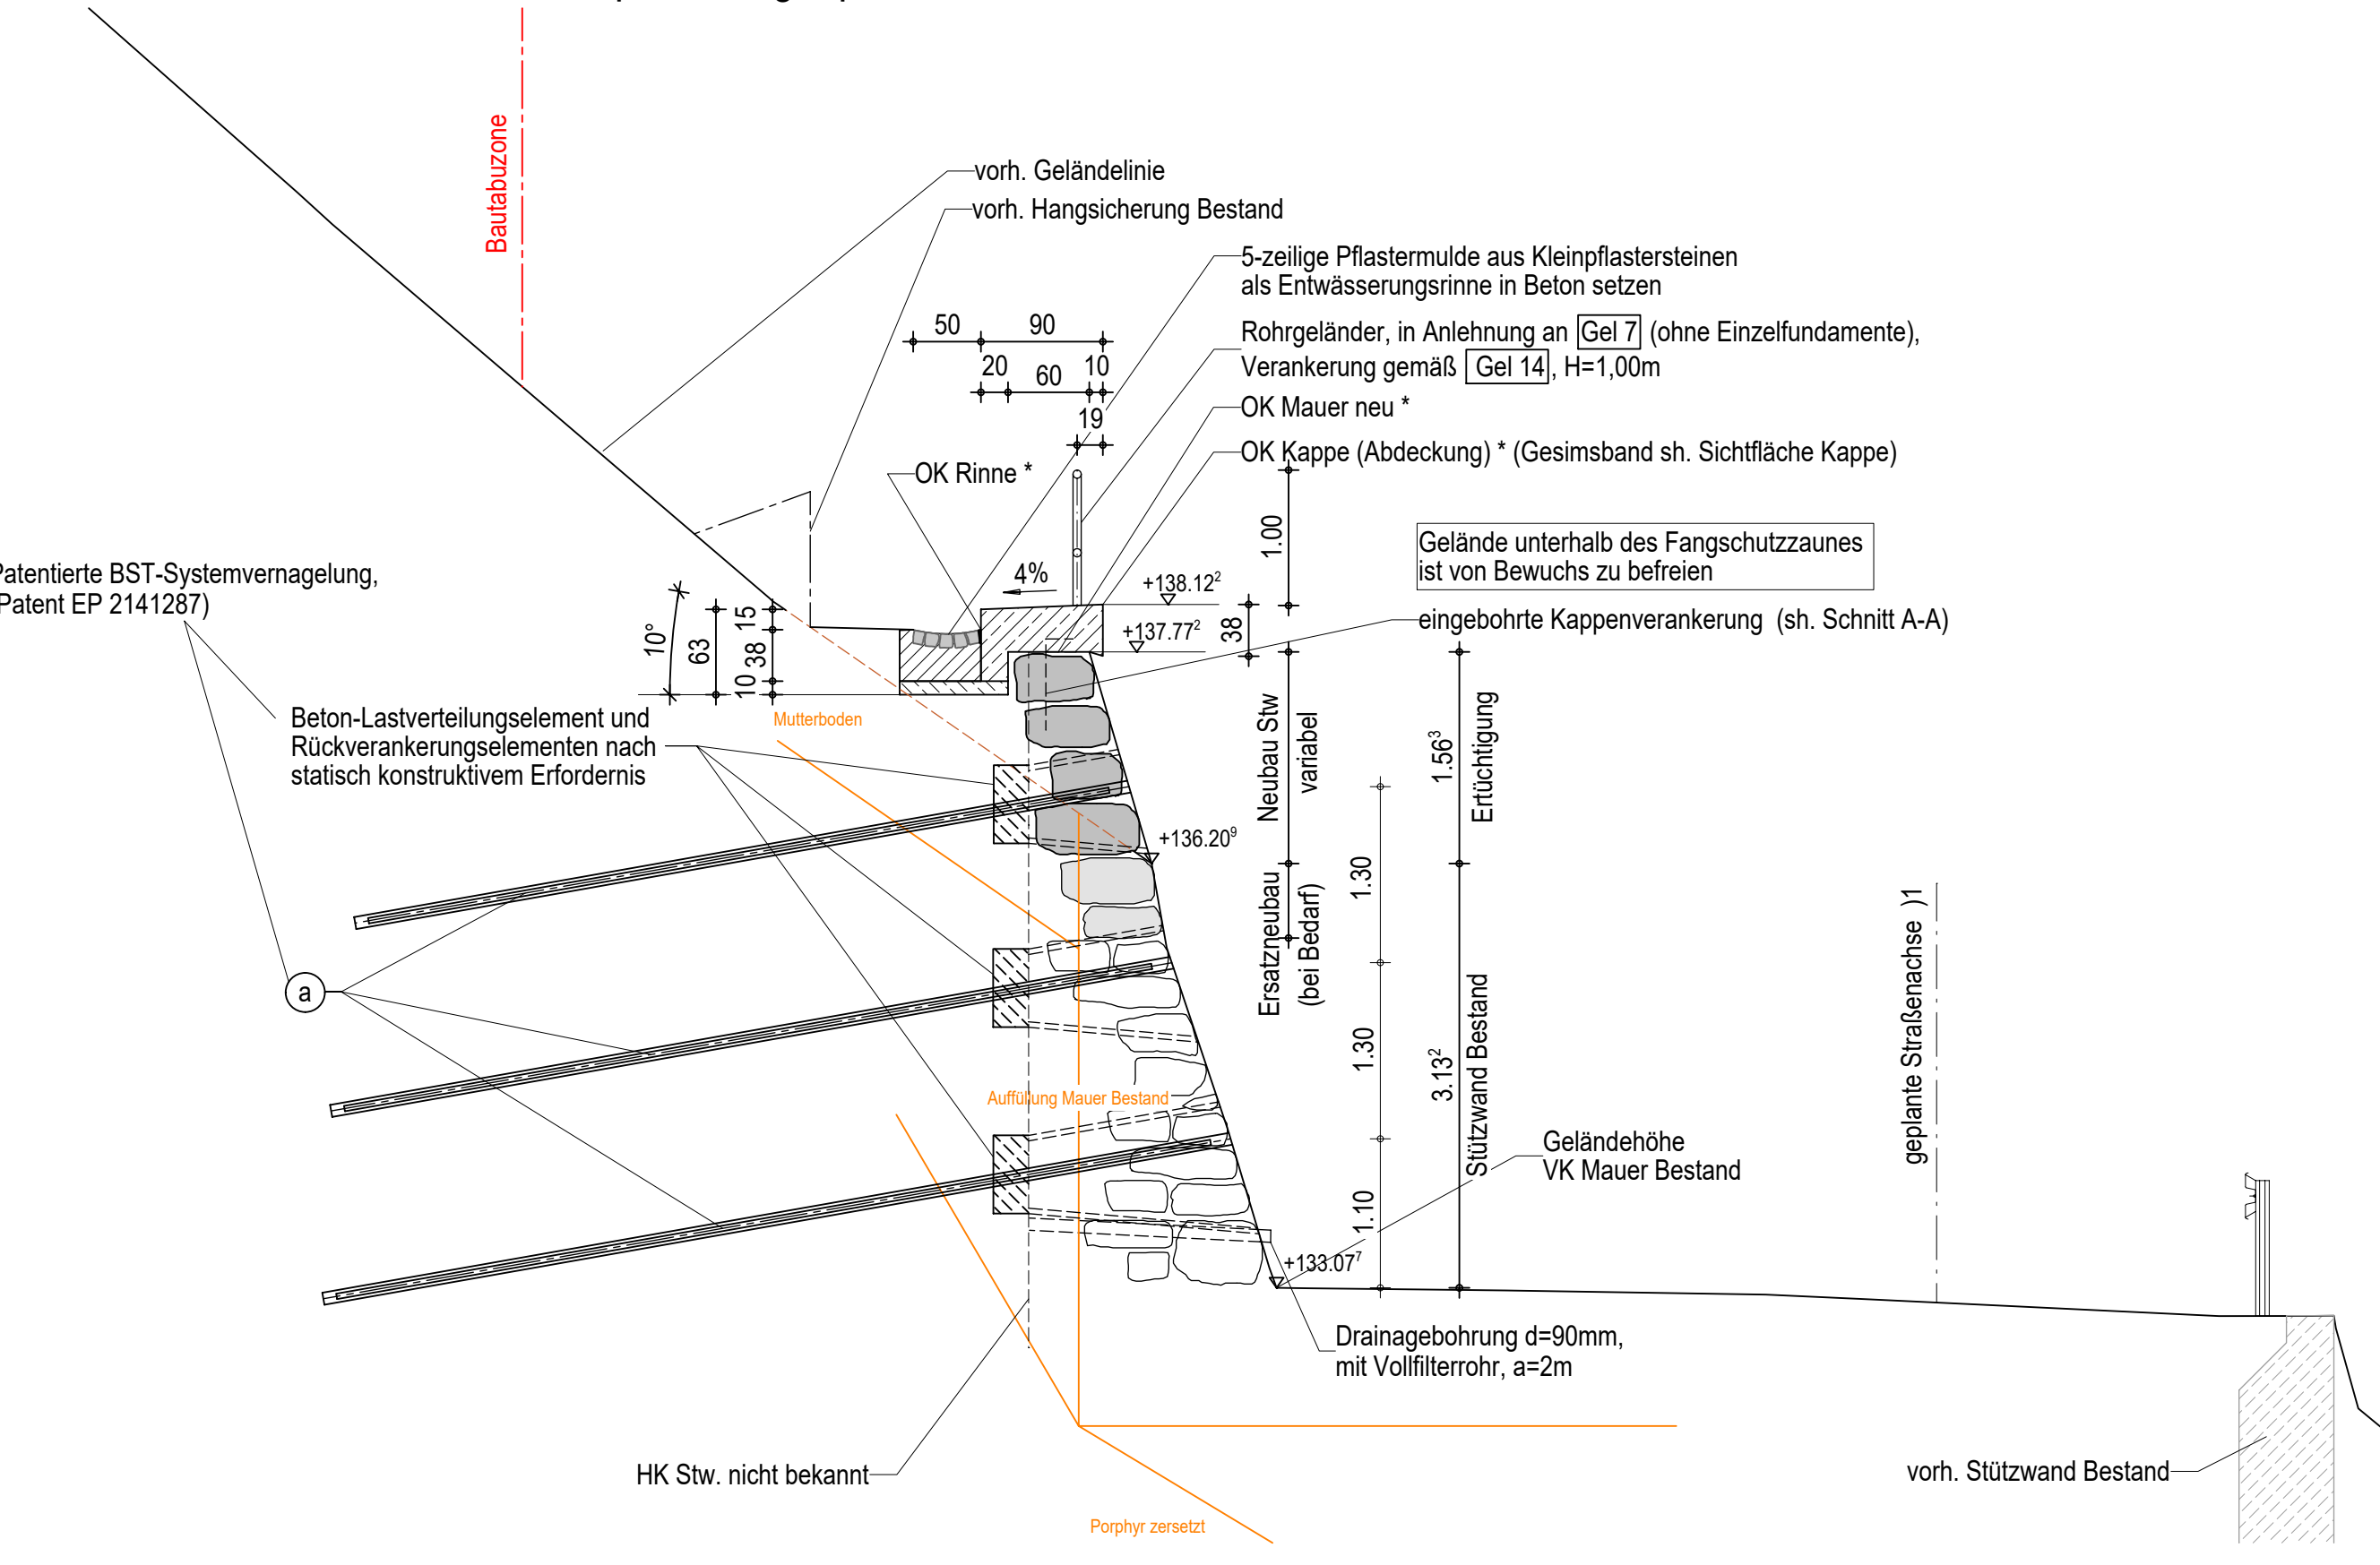 Bautabuzone
vorh. Geländelinie
vorh. Hangsicherung Bestand
5-zeilige Pflastermulde aus Kleinpflastersteinen
als Entwässerungsrinne in Beton setzen
50 90
20 60 10
19
Rohrgeländer, in Anlehnung an Gel 7 (ohne Einzelfundamente),
Verankerung gemäß Gel 14, H=1,00m
OK Mauer neu *
OK Kappe (Abdeckung) * (Gesimsband sh. Sichtfläche Kappe)
OK Rinne *
1.00
Gelände unterhalb des Fangschutzzaunes
ist von Bewuchs zu befreien
Patentierte BST-Systemvernagelung,
(Patent EP 2141287)
4%
+138.12²
+137.77²
38
eingebohrte Kappenverankerung (sh. Schnitt A-A)
10°
63
15
38
10
Beton-Lastverteilungselement und
Rückverankerungselementen nach
statisch konstruktivem Erfordernis
Mutterboden
Neubau Stw
variabel
1.56³
Ertüchtigung
+136.20⁹
Ersatzneubau
(bei Bedarf)
1.30
1.30
1.10
3.13²
Stützwand Bestand
geplante Straßenachse )1
a
Auffüllung Mauer Bestand
Geländehöhe
VK Mauer Bestand
+133.07⁷
Drainagebohrung d=90mm,
mit Vollfilterrohr, a=2m
HK Stw. nicht bekannt
vorh. Stützwand Bestand
Porphyr zersetzt